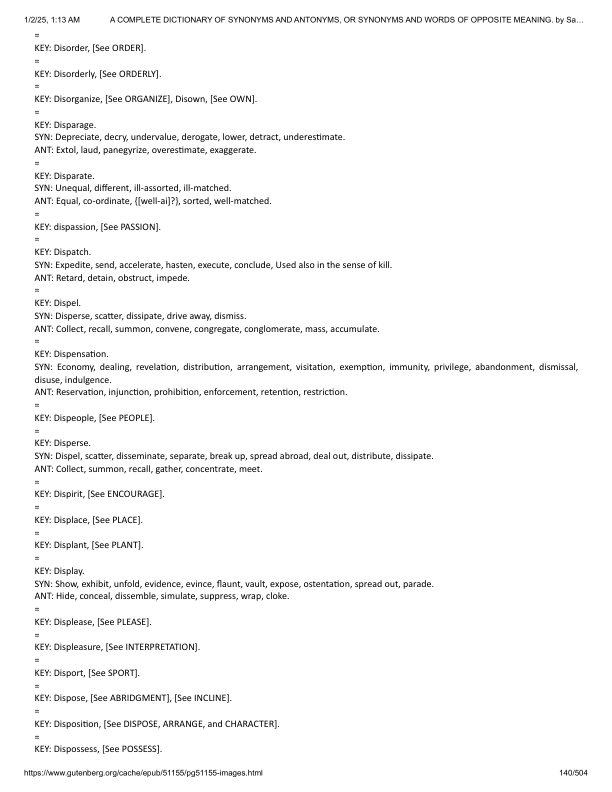 1/2/25, 1:13 AM A COMPLETE DICTIONARY OF SYNONYMS AND ANTONYMS, OR SYNONYMS AND WORDS OF OPPOSITE MEANING. by Sa…
=
KEY: Disorder, [See ORDER].
=
KEY: Disorderly, [See ORDERLY].
=
KEY: Disorganize, [See ORGANIZE], Disown, [See OWN].
=
KEY: Disparage.
SYN: Depreciate, decry, undervalue, derogate, lower, detract, underestimate.
ANT: Extol, laud, panegyrize, overestimate, exaggerate.
=
KEY: Disparate.
SYN: Unequal, different, ill-assorted, ill-matched.
ANT: Equal, co-ordinate, {[well-ai]?}, sorted, well-matched.
=
KEY: dispassion, [See PASSION].
=
KEY: Dispatch.
SYN: Expedite, send, accelerate, hasten, execute, conclude, Used also in the sense of kill.
ANT: Retard, detain, obstruct, impede.
=
KEY: Dispel.
SYN: Disperse, scatter, dissipate, drive away, dismiss.
ANT: Collect, recall, summon, convene, congregate, conglomerate, mass, accumulate.
=
KEY: Dispensation.
SYN: Economy, dealing, revelation, distribution, arrangement, visitation, exemption, immunity, privilege, abandonment, dismissal,
disuse, indulgence.
ANT: Reservation, injunction, prohibition, enforcement, retention, restriction.
=
KEY: Dispeople, [See PEOPLE].
=
KEY: Disperse.
SYN: Dispel, scatter, disseminate, separate, break up, spread abroad, deal out, distribute, dissipate.
ANT: Collect, summon, recall, gather, concentrate, meet.
=
KEY: Dispirit, [See ENCOURAGE].
=
KEY: Displace, [See PLACE].
=
KEY: Displant, [See PLANT].
=
KEY: Display.
SYN: Show, exhibit, unfold, evidence, evince, flaunt, vault, expose, ostentation, spread out, parade.
ANT: Hide, conceal, dissemble, simulate, suppress, wrap, cloke.
=
KEY: Displease, [See PLEASE].
=
KEY: Displeasure, [See INTERPRETATION].
=
KEY: Disport, [See SPORT].
=
KEY: Dispose, [See ABRIDGMENT], [See INCLINE].
=
KEY: Disposition, [See DISPOSE, ARRANGE, and CHARACTER].
=
KEY: Dispossess, [See POSSESS].
https://www.gutenberg.org/cache/epub/51155/pg51155-images.html 140/504